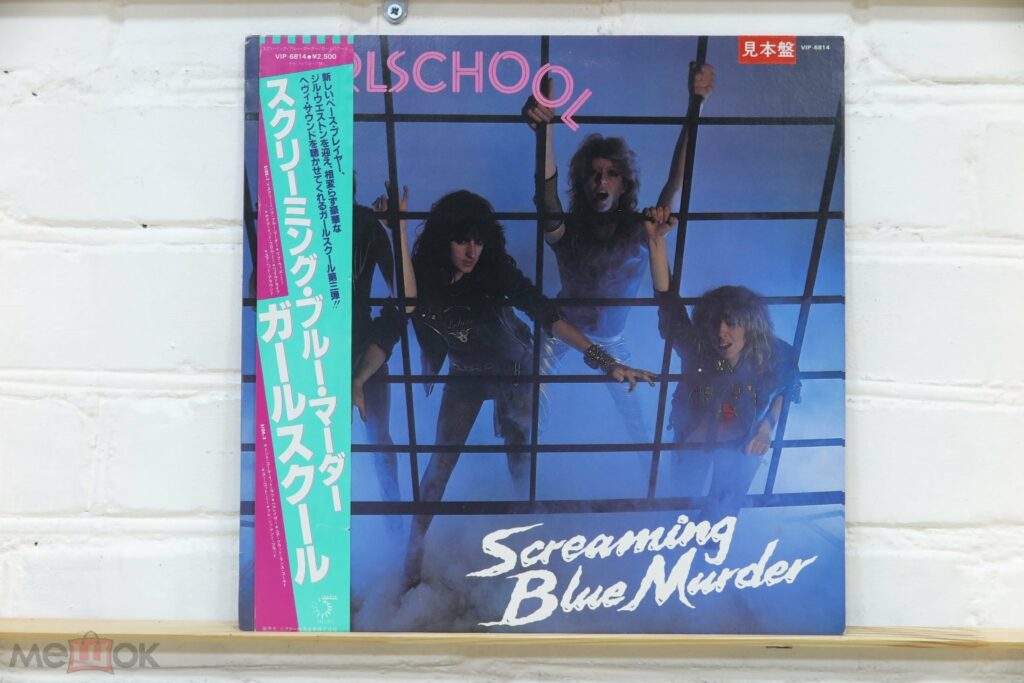 VIP-6814●¥2,500
スクリーミング・ブルー・マーダー
ガールスクール
新しいベース・プレイヤー、
ジル・ウエストンを迎え、相変らず豪華な
ヘヴィ・サウンドを聴かせてくれるガールスクール第三弾!!
RLSCHOOL
見本盤
VIP-6814
Screaming
Blue Murder
мешок